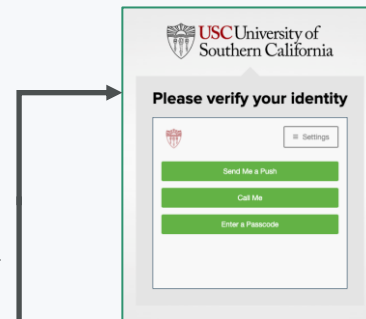 USC University of
Southern California
Please verify your identity
≡ Settings
Send Me a Push
Call Me
Enter a Passcode